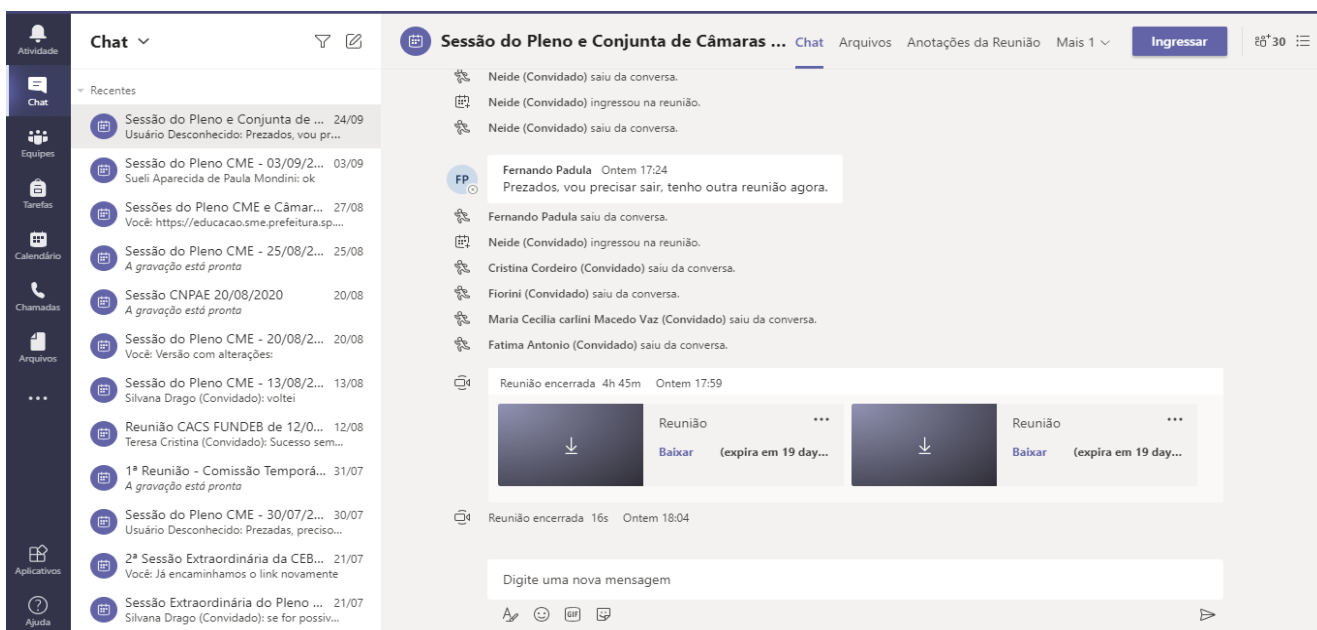 Atividade
Chat
Equipes
Tarefas
Calendário
Chamadas
Arquivos
Aplicativos
Ajuda
Chat
Recentes
Sessão do Pleno e Conjunta de ... 24/09
Usuário Desconhecido: Prezados, vou pr...
Sessão do Pleno CME - 03/09/2... 03/09
Sueli Aparecida de Paula Mondini: ok
Sessões do Pleno CME e Câmar... 27/08
Você: https://educacao.sme.prefeitura.sp....
Sessão do Pleno CME - 25/08/2... 25/08
A gravação está pronta
Sessão CNPAE 20/08/2020 20/08
A gravação está pronta
Sessão do Pleno CME - 20/08/2... 20/08
Você: Versão com alterações:
Sessão do Pleno CME - 13/08/2... 13/08
Silvana Drago (Convidado): voltei
Reunião CACS FUNDEB de 12/0... 12/08
Teresa Cristina (Convidado): Sucesso sem...
1ª Reunião - Comissão Temporá... 31/07
A gravação está pronta
Sessão do Pleno CME - 30/07/2... 30/07
Usuário Desconhecido: Prezadas, preciso...
2ª Sessão Extraordinária da CEB... 21/07
Você: Já encaminhamos o link novamente
Sessão Extraordinária do Pleno ... 21/07
Silvana Drago (Convidado): se for possiv...
Sessão do Pleno e Conjunta de Câmaras ... Chat Arquivos Anotações da Reunião Mais 1 Ingressar 30
Neide (Convidado) saiu da conversa.
Neide (Convidado) ingressou na reunião.
Neide (Convidado) saiu da conversa.
FP
Fernando Padula Ontem 17:24
Prezados, vou precisar sair, tenho outra reunião agora.
Fernando Padula saiu da conversa.
Neide (Convidado) ingressou na reunião.
Cristina Cordeiro (Convidado) saiu da conversa.
Fiorini (Convidado) saiu da conversa.
Maria Cecilia carlini Macedo Vaz (Convidado) saiu da conversa.
Fatima Antonio (Convidado) saiu da conversa.
Reunião encerrada 4h 45m Ontem 17:59
Reunião ...
Baixar (expira em 19 day...
Reunião ...
Baixar (expira em 19 day...
Reunião encerrada 16s Ontem 18:04
Digite uma nova mensagem
GIF